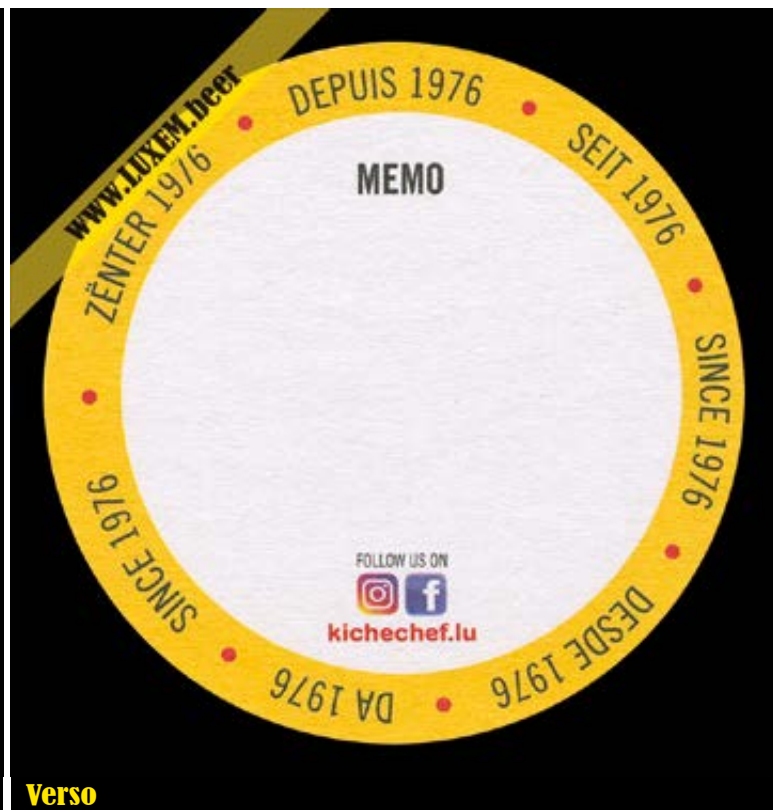 www.LUXEM.beer
DEPUIS 1976
SEIT 1976
SINCE 1976
DESDE 1976
DA 1976
SINCE 1976
ZËNTER 1976
MEMO
FOLLOW US ON
kichechef.lu
Verso